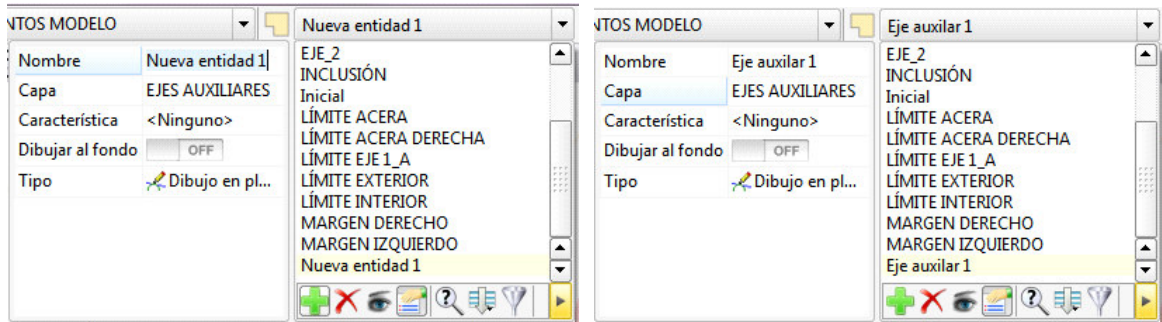 NTOS MODELO
Nueva entidad 1
Nombre Nueva entidad 1
Capa EJES AUXILIARES
Característica <Ninguno>
Dibujar al fondo OFF
Tipo Dibujo en pl...
EJE_2
INCLUSIÓN
Inicial
LÍMITE ACERA
LÍMITE ACERA DERECHA
LÍMITE EJE 1_A
LÍMITE EXTERIOR
LÍMITE INTERIOR
MARGEN DERECHO
MARGEN IZQUIERDO
Nueva entidad 1
NTOS MODELO
Eje auxilar 1
Nombre Eje auxilar 1
Capa EJES AUXILIARES
Característica <Ninguno>
Dibujar al fondo OFF
Tipo Dibujo en pl...
EJE_2
INCLUSIÓN
Inicial
LÍMITE ACERA
LÍMITE ACERA DERECHA
LÍMITE EJE 1_A
LÍMITE EXTERIOR
LÍMITE INTERIOR
MARGEN DERECHO
MARGEN IZQUIERDO
Eje auxilar 1